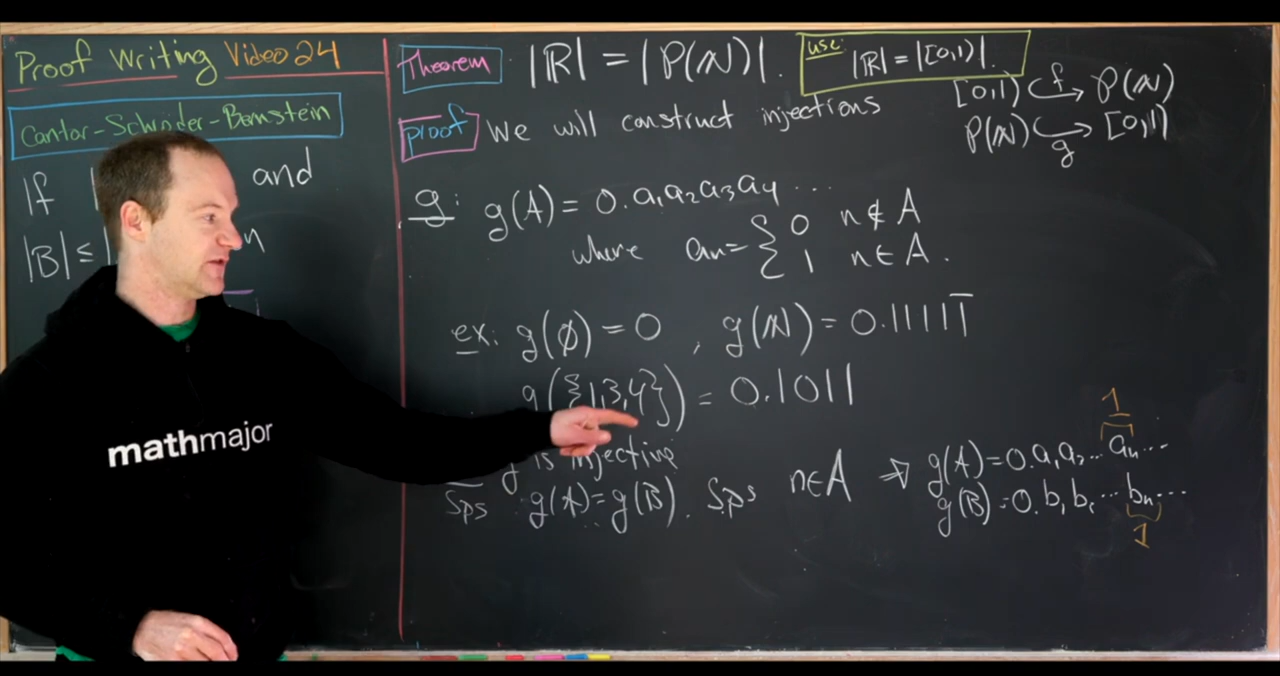 Proof Writing Video 24
Cantor-Schröder-Bernstein
If | and
|B| ≤ |
Theorem |ℝ| = |P(ℕ)|.
use: |ℝ| = |[0,1)|.
proof We will construct injections
[0,1) ↪ f P(ℕ)
P(ℕ) ↪ g [0,1)
g: g(A) = 0.a₁a₂a₃a₄ ...
where aₙ = { 0 n ∉ A
1 n ∈ A.
ex: g(∅) = 0, g(ℕ) = 0.1111̅
g({1,3,4}) = 0.1011
g is injective
Sps g(A) = g(B). Sps n ∈ A ⇒ g(A) = 0.a₁a₂ ... aₙ ...
g(B) = 0.b₁b ... bₙ ...
1
1
mathmajor